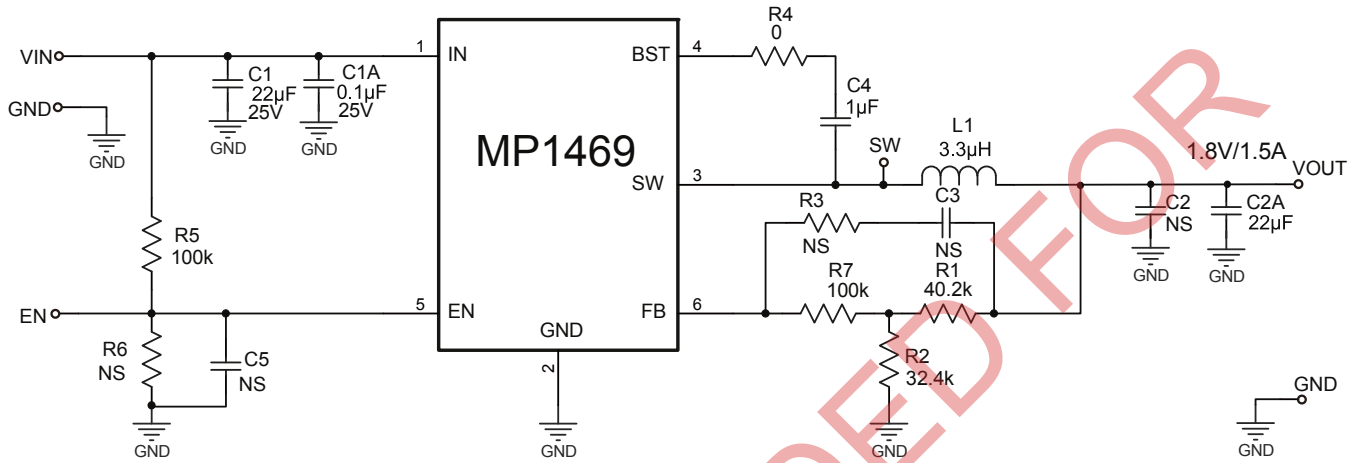 VIN
GND
GND
C1
22µF
25V
GND
C1A
0.1µF
25V
GND
1
IN
MP1469
BST
4
R4
0
C4
1µF
SW
3
SW
L1
3.3µH
1.8V/1.5A
VOUT
C2
NS
GND
C2A
22µF
GND
R3
NS
C3
NS
R5
100k
EN
5
EN
GND
2
GND
FB
6
R7
100k
R1
40.2k
R2
32.4k
GND
R6
NS
C5
NS
GND
GND
GND
RED FOR